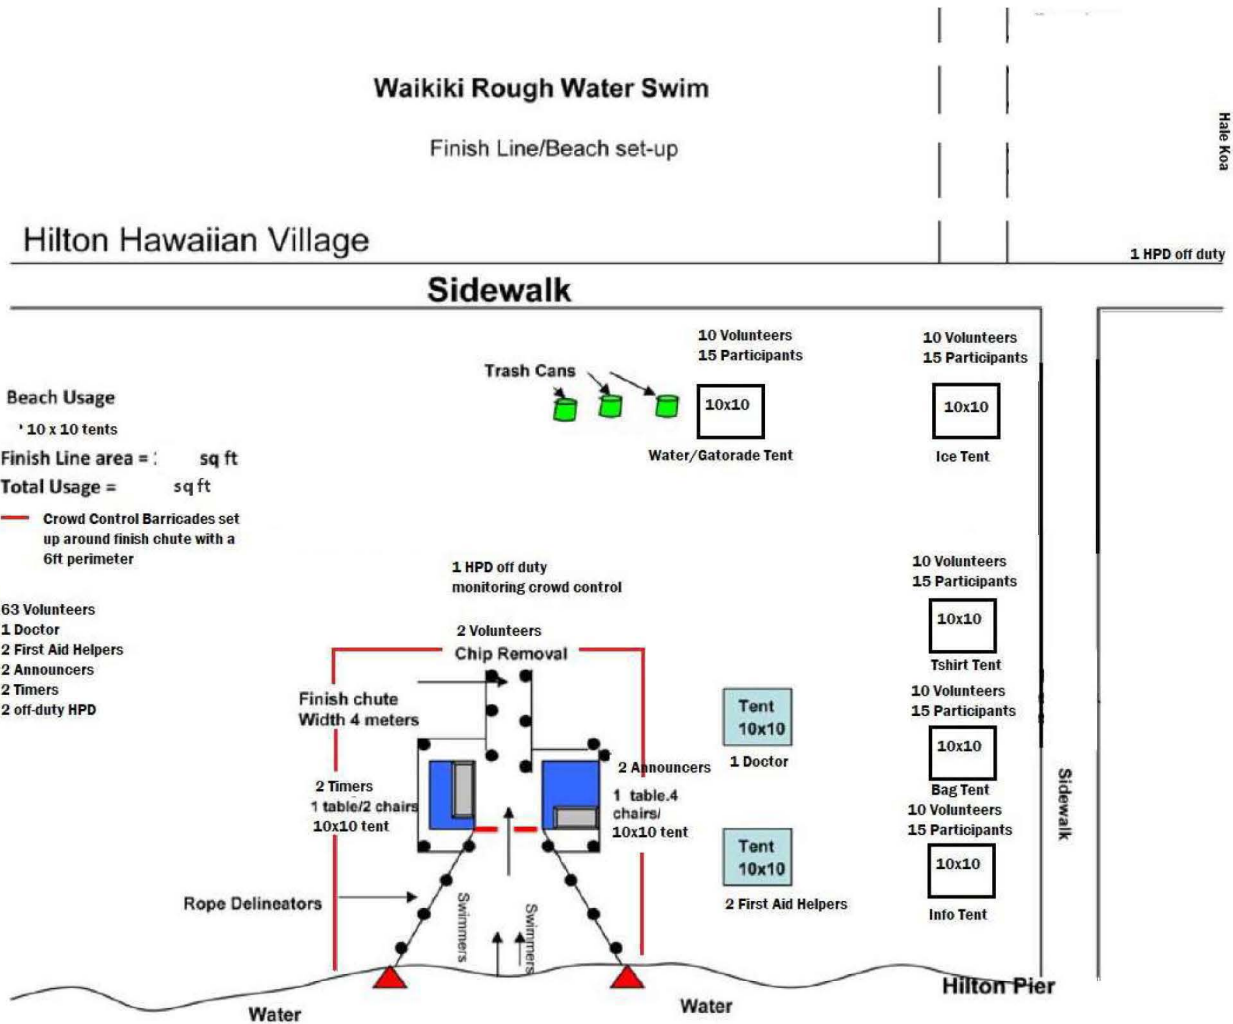 Waikiki Rough Water Swim
Finish Line/Beach set-up
Hale Koa
Hilton Hawaiian Village
1 HPD off duty
Sidewalk
10 Volunteers
15 Participants
10 Volunteers
15 Participants
Trash Cans
10x10
10x10
Water/Gatorade Tent
Ice Tent
Beach Usage
' 10 x 10 tents
Finish Line area = sq ft
Total Usage = sq ft
Crowd Control Barricades set
up around finish chute with a
6ft perimeter
63 Volunteers
1 Doctor
2 First Aid Helpers
2 Announcers
2 Timers
2 off-duty HPD
1 HPD off duty
monitoring crowd control
2 Volunteers
Chip Removal
Finish chute
Width 4 meters
2 Timers
1 table/2 chairs
10x10 tent
2 Announcers
1 table.4
chairs/
10x10 tent
Rope Delineators
Swimmers
Swimmers
Tent
10x10
1 Doctor
Tent
10x10
2 First Aid Helpers
10 Volunteers
15 Participants
10x10
Tshirt Tent
10 Volunteers
15 Participants
10x10
Bag Tent
10 Volunteers
15 Participants
10x10
Info Tent
Sidewalk
Hilton Pier
Water
Water